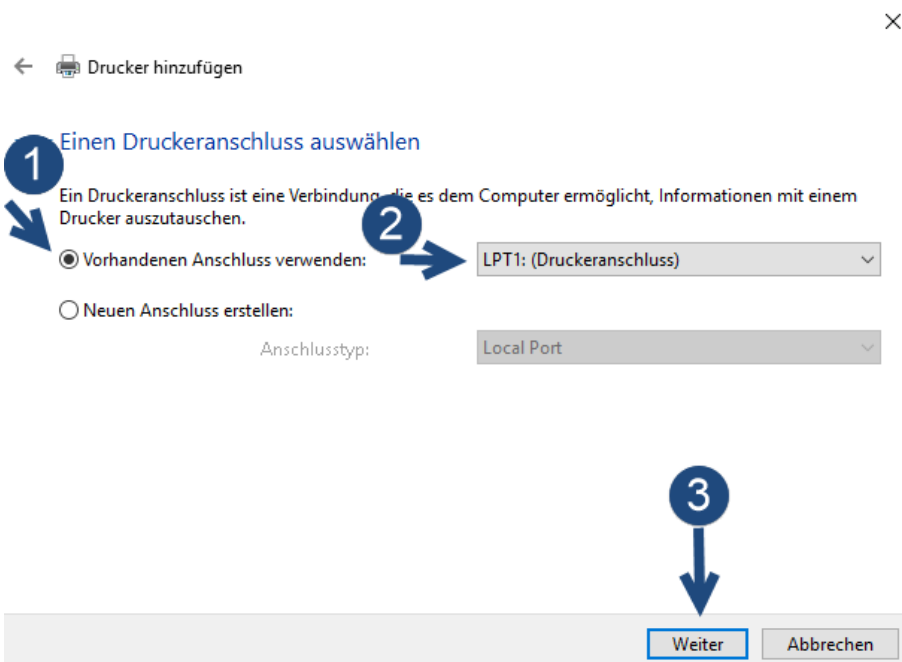 Drucker hinzufügen
Einen Druckeranschluss auswählen
1
Ein Druckeranschluss ist eine Verbindung, die es dem Computer ermöglicht, Informationen mit einem
Drucker auszutauschen.
2
Vorhandenen Anschluss verwenden: LPT1: (Druckeranschluss)
Neuen Anschluss erstellen:
Anschlusstyp: Local Port
3
Weiter Abbrechen